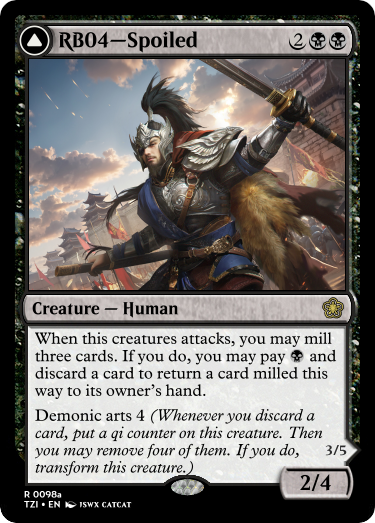 RB04—Spoiled 2
Creature — Human
When this creatures attacks, you may mill
three cards. If you do, you may pay and
discard a card to return a card milled this
way to its owner's hand.
Demonic arts 4 (Whenever you discard a
card, put a qi counter on this creature. Then
you may remove four of them. If you do,
transform this creature.)
3/5
2/4
R 0098a
TZI • EN JSWX CATCAT